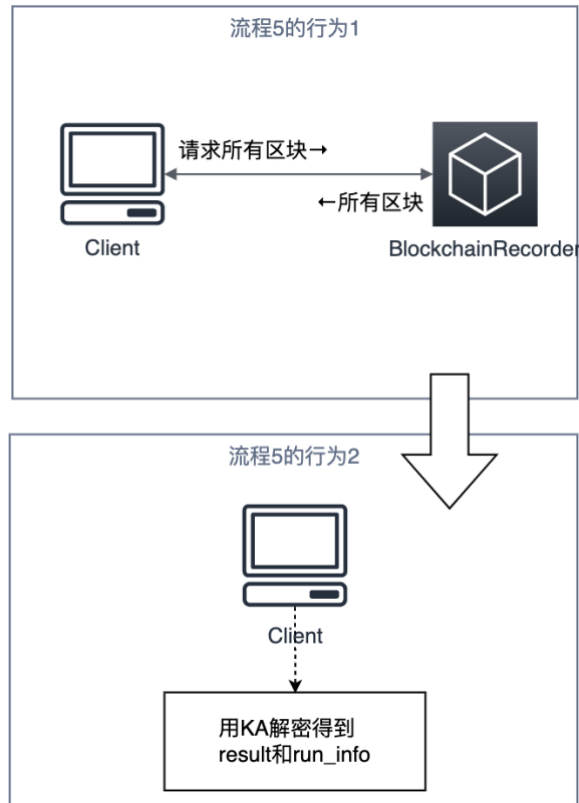 流程5的行为1
请求所有区块→
←所有区块
Client
BlockchainRecorder
流程5的行为2
Client
用KA解密得到
result和run_info